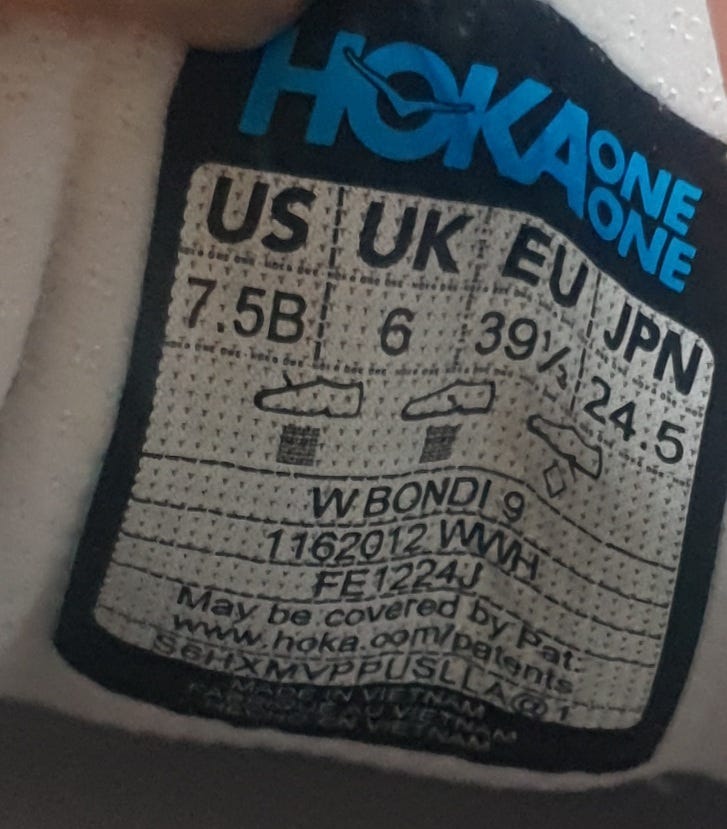 HOKA ONE ONE
US UK EU JPN
7.5B 6 39½ 24.5
W BONDI 9
1162012 WWH
FE1224J
May be covered by Pat:
www.hoka.com/patents
S6HXMVPPUSLLA@1
MADE IN VIETNAM